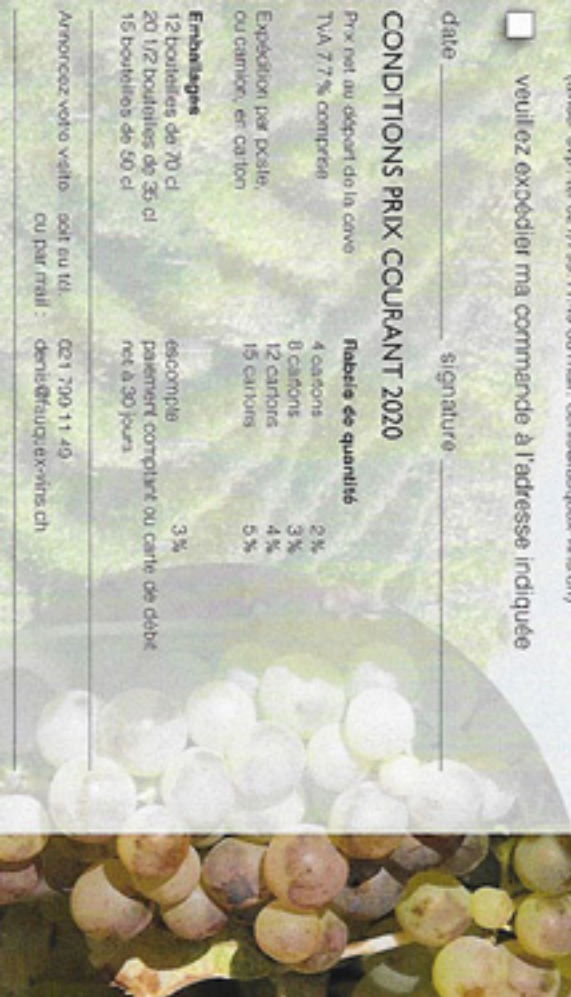 veuillez expédier ma commande à l'adresse indiquée
date signature
CONDITIONS PRIX COURANT 2020
Prix net au départ de la cave
TVA 7.7 % comprise
Expédition par poste,
ou camion, en carton
Emballages
12 bouteilles de 70 cl
20 1/2 bouteilles de 35 cl
15 bouteilles de 50 cl
Rabais de quantité
4 cartons 2 %
8 cartons 3 %
12 cartons 4 %
15 cartons 5 %
escompte 3 %
paiement comptant ou carte de débit
net à 30 jours
Annoncez votre visite soit au tél. 021 799 11 49
ou par mail : denis@fauquex-vins.ch